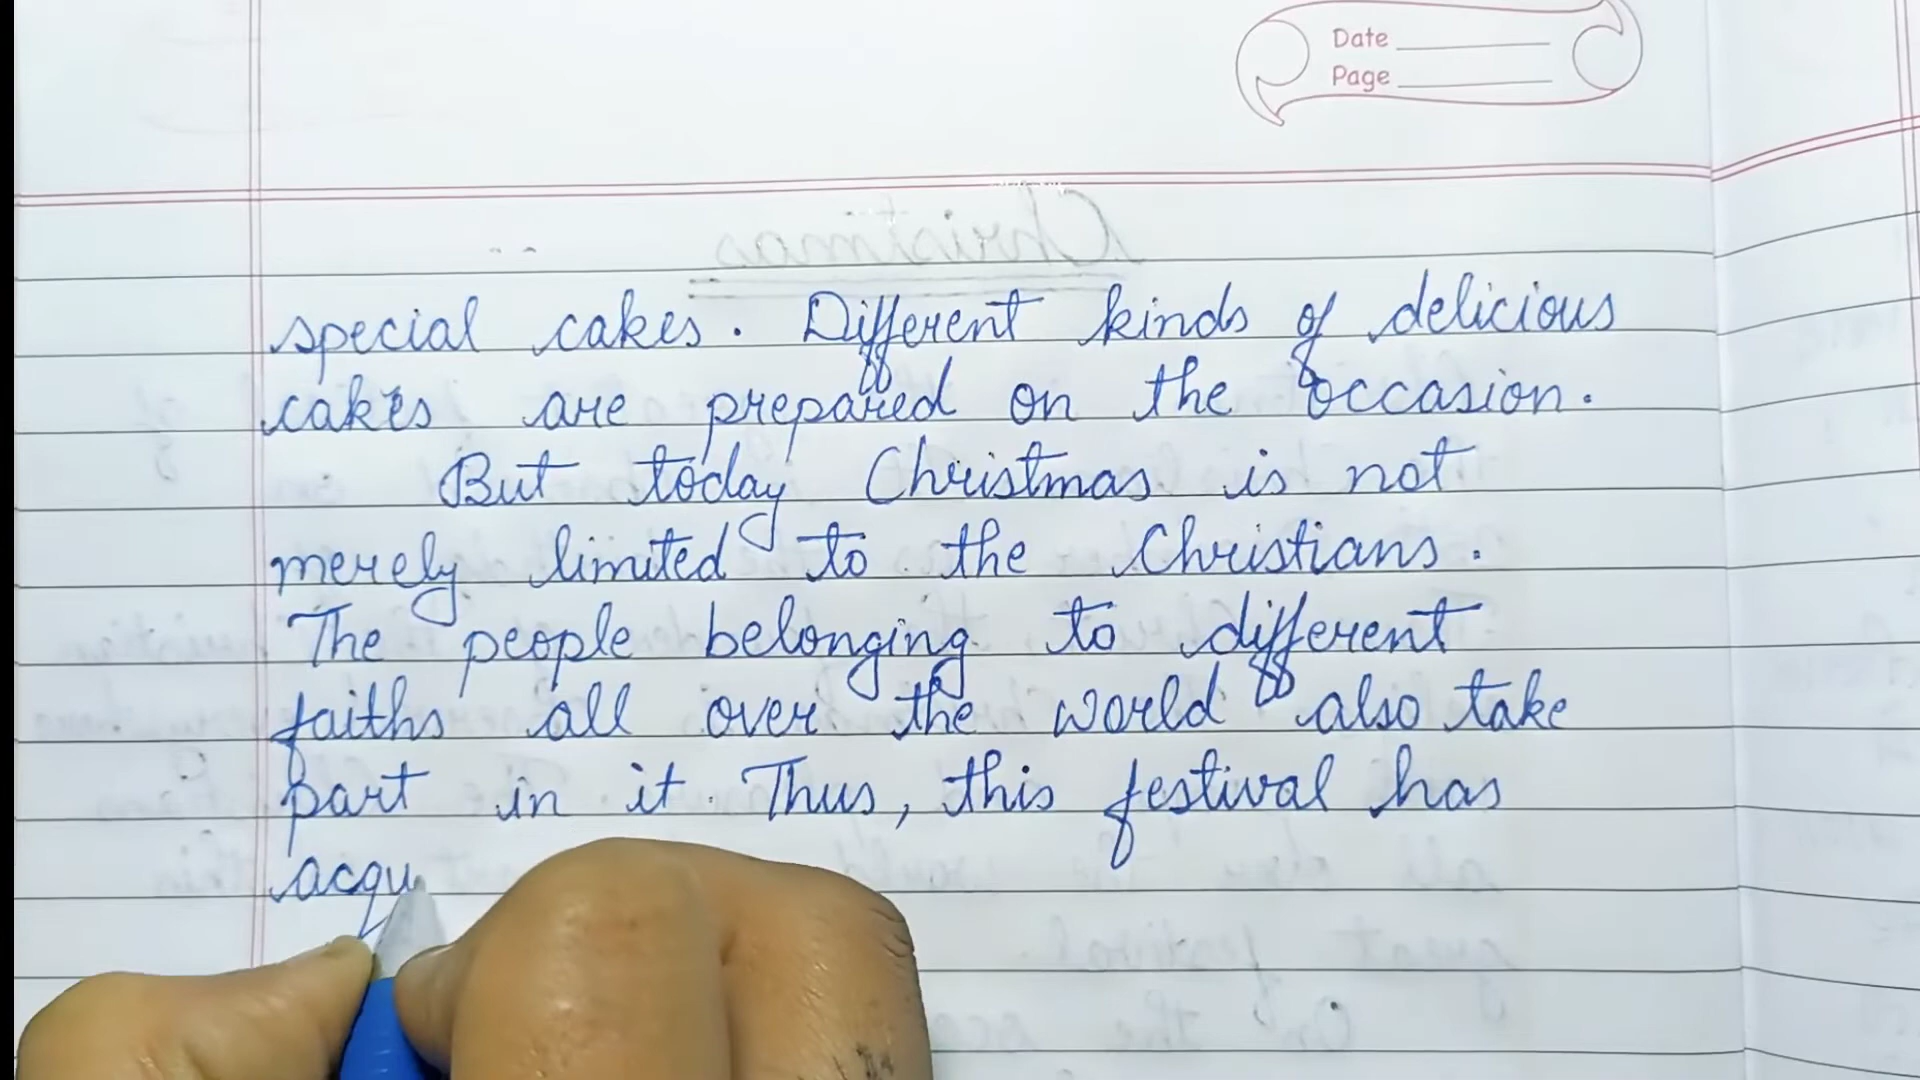 Date
Page
Christmas
special cakes. Different kinds of delicious
cakes are prepared on the occasion.
But today Christmas is not
merely limited to the Christians.
The people belonging to different
faiths all over the world also take
part in it. Thus, this festival has
acqu